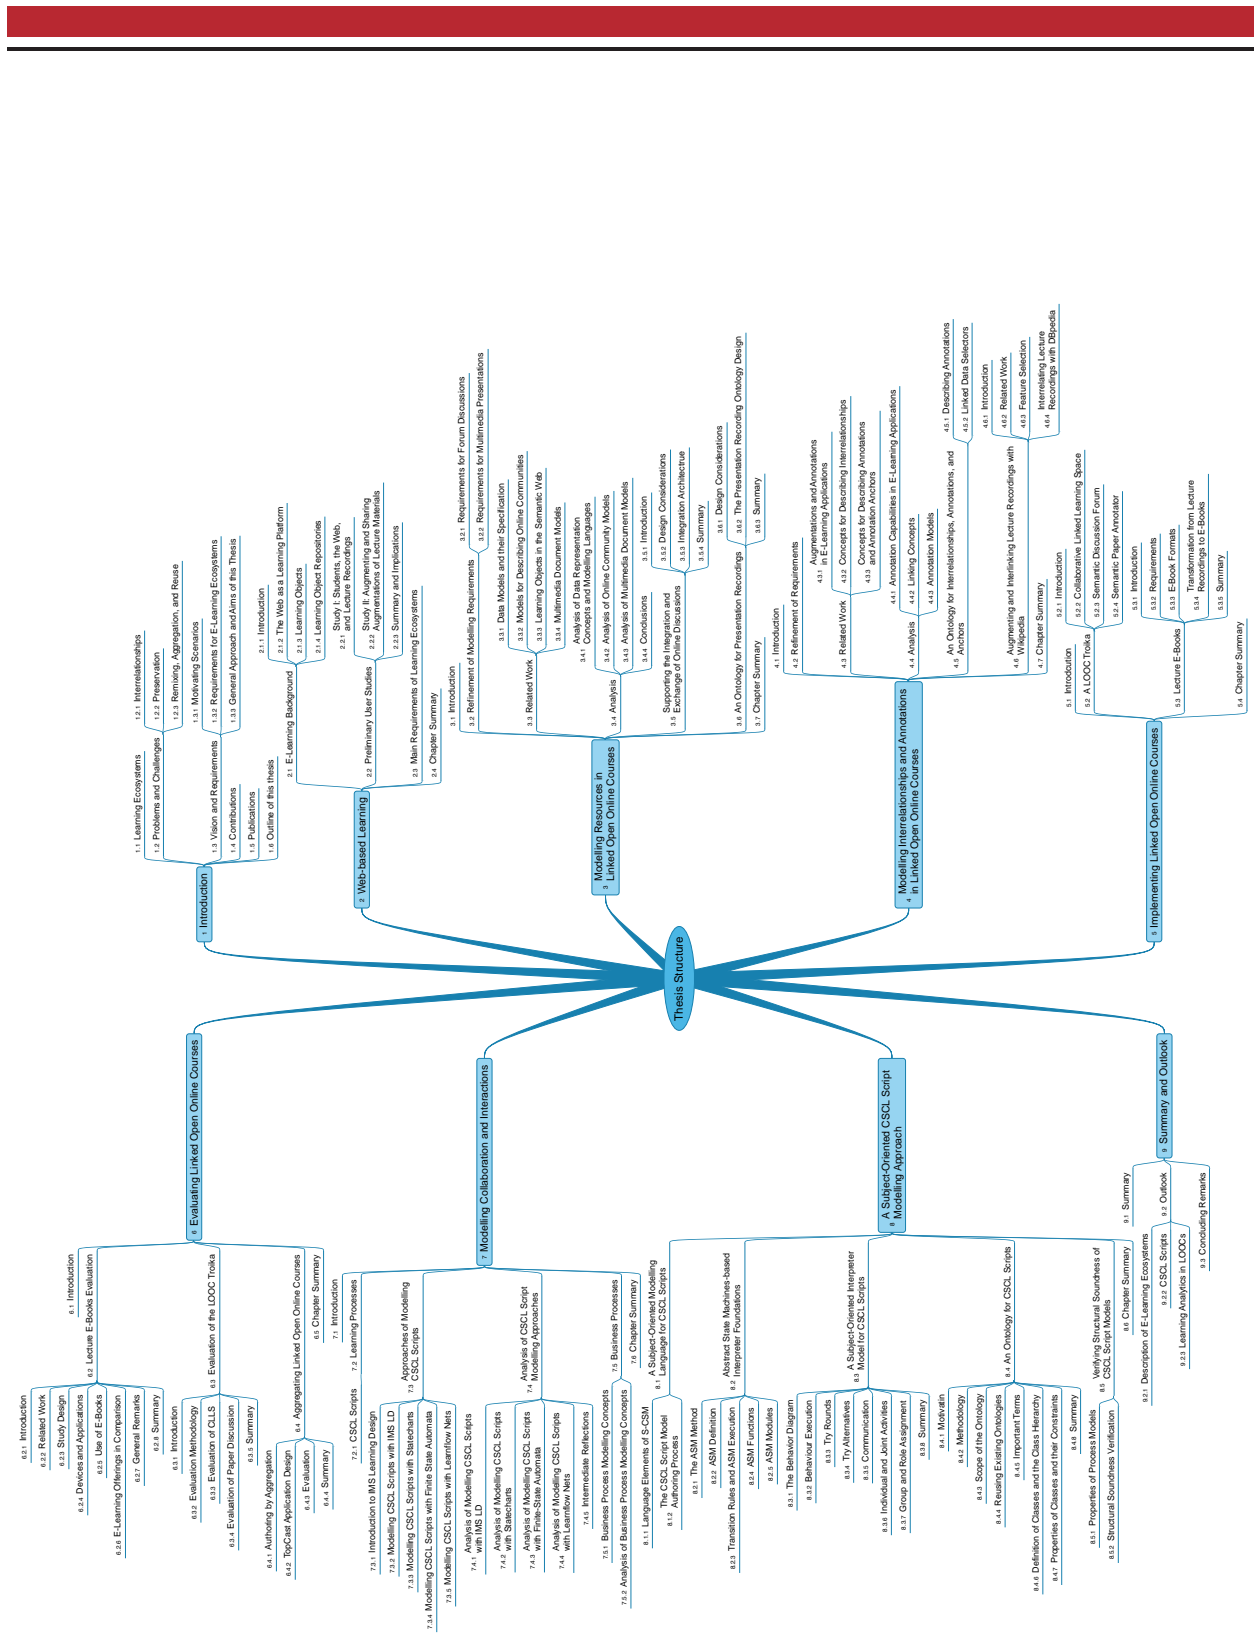 Thesis Structure
1 Introduction
1.1 Learning Ecosystems
1.2 Problems and Challenges
1.2.1 Interrelationships
1.2.2 Preservation
1.2.3 Remixing, Aggregation, and Reuse
1.3 Vision and Requirements
1.3.1 Motivating Scenarios
1.3.2 Requirements for E-Learning Ecosystems
1.3.3 General Approach and Aims of this Thesis
1.4 Contributions
1.5 Publications
1.6 Outline of this thesis
2 Web-based Learning
2.1 E-Learning Background
2.1.1 Introduction
2.1.2 The Web as a Learning Platform
2.1.3 Learning Objects
2.1.4 Learning Object Repositories
2.2 Preliminary User Studies
2.2.1 Study I: Students, the Web,
and Lecture Recordings
2.2.2 Study II: Augmenting and Sharing
Augmentations of Lecture Materials
2.2.3 Summary and Implications
2.3 Main Requirements of Learning Ecosystems
2.4 Chapter Summary
3 Modelling Resources in
Linked Open Online Courses
3.1 Introduction
3.2 Refinement of Modelling Requirements
3.2.1 Requirements for Forum Discussions
3.2.2 Requirements for Multimedia Presentations
3.3 Related Work
3.3.1 Data Models and their Specification
3.3.2 Models for Describing Online Communities
3.3.3 Learning Objects in the Semantic Web
3.3.4 Multimedia Document Models
3.4 Analysis
3.4.1 Analysis of Data Representation
Concepts and Modelling Languages
3.4.2 Analysis of Online Community Models
3.4.3 Analysis of Multimedia Document Models
3.4.4 Conclusions
3.5 Supporting the Integration and
Exchange of Online Discussions
3.5.1 Introduction
3.5.2 Design Considerations
3.5.3 Integration Architectrue
3.5.4 Summary
3.6 An Ontology for Presentation Recordings
3.6.1 Design Considerations
3.6.2 The Presentation Recording Ontology Design
3.6.3 Summary
3.7 Chapter Summary
4 Modelling Interrelationships and Annotations
in Linked Open Online Courses
4.1 Introduction
4.2 Refinement of Requirements
4.3 Related Work
4.3.1 Augmentations and Annotations
in E-Learning Applications
4.3.2 Concepts for Describing Interrelationships
4.3.3 Concepts for Describing Annotations
and Annotation Anchors
4.4 Analysis
4.4.1 Annotation Capabilities in E-Learning Applications
4.4.2 Linking Concepts
4.4.3 Annotation Models
4.5 An Ontology for Interrelationships, Annotations, and
Anchors
4.5.1 Describing Annotations
4.5.2 Linked Data Selectors
4.6 Augmenting and Interlinking Lecture Recordings with
Wikipedia
4.6.1 Introduction
4.6.2 Related Work
4.6.3 Feature Selection
4.6.4 Interrelating Lecture
Recordings with DBpedia
4.7 Chapter Summary
5 Implementing Linked Open Online Courses
5.1 Introdcution
5.2 A LOOC Troika
5.2.1 Introduction
5.2.2 Collaborative Linked Learning Space
5.2.3 Semantic Discussion Forum
5.2.4 Semantic Paper Annotator
5.3 Lecture E-Books
5.3.1 Introduction
5.3.2 Requirements
5.3.3 E-Book Formats
5.3.4 Transformation from Lecture
Recordings to E-Books
5.3.5 Summary
5.4 Chapter Summary
6 Evaluating Linked Open Online Courses
6.1 Introduction
6.2 Lecture E-Books Evaluation
6.2.1 Introduction
6.2.2 Related Work
6.2.3 Study Design
6.2.4 Devices and Applications
6.2.5 Use of E-Books
6.2.6 E-Learning Offerings in Comparison
6.2.7 General Remarks
6.2.8 Summary
6.3 Evaluation of the LOOC Troika
6.3.1 Introduction
6.3.2 Evaluation Methodology
6.3.3 Evaluation of CLLS
6.3.4 Evaluation of Paper Discussion
6.3.5 Summary
6.4 Aggregating Linked Open Online Courses
6.4.1 Authoring by Aggregation
6.4.2 TopCast Application Design
6.4.3 Evaluation
6.4.4 Summary
6.5 Chapter Summary
7 Modelling Collaboration and Interactions
7.1 Introduction
7.2 Learning Processes
7.2.1 CSCL Scripts
7.3 Approaches of Modelling
CSCL Scripts
7.3.1 Introduction to IMS Learning Design
7.3.2 Modelling CSCL Scripts with IMS LD
7.3.3 Modelling CSCL Scripts with Statecharts
7.3.4 Modelling CSCL Scripts with Finite State Automata
7.3.5 Modelling CSCL Scripts with Learnflow Nets
7.4 Analysis of CSCL Script
Modelling Approaches
7.4.1 Analysis of Modelling CSCL Scripts
with IMS LD
7.4.2 Analysis of Modelling CSCL Scripts
with Statecharts
7.4.3 Analysis of Modelling CSCL Scripts
with Finite-State Automata
7.4.4 Analysis of Modelling CSCL Scripts
with Learnflow Nets
7.4.5 Intermediate Reflections
7.5 Business Processes
7.5.1 Business Process Modelling Concepts
7.5.2 Analysis of Business Process Modelling Concepts
7.6 Chapter Summary
8 A Subject-Oriented CSCL Script
Modelling Approach
8.1 A Subject-Oriented Modelling
Language for CSCL Scripts
8.1.1 Language Elements of S-CSM
8.1.2 The CSCL Script Model
Authoring Process
8.2 Abstract State Machines-based
Interpreter Foundations
8.2.1 The ASM Method
8.2.2 ASM Definition
8.2.3 Transition Rules and ASM Execution
8.2.4 ASM Functions
8.2.5 ASM Modules
8.3 A Subject-Oriented Interpreter
Model for CSCL Scripts
8.3.1 The Behavior Diagram
8.3.2 Behaviour Execution
8.3.3 Try Rounds
8.3.4 Try Alternatives
8.3.5 Communication
8.3.6 Individual and Joint Activities
8.3.7 Group and Role Assignment
8.3.8 Summary
8.4 An Ontology for CSCL Scripts
8.4.1 Motivatin
8.4.2 Methodology
8.4.3 Scope of the Ontology
8.4.4 Reusing Existing Ontologies
8.4.5 Important Terms
8.4.6 Definition of Classes and the Class Hierarchy
8.4.7 Properties of Classes and their Constraints
8.4.8 Summary
8.5 Verifying Structural Soundness of
CSCL Script Models
8.5.1 Properties of Process Models
8.5.2 Structural Soundness Verification
8.6 Chapter Summary
9 Summary and Outlook
9.1 Summary
9.2 Outlook
9.2.1 Description of E-Learning Ecosystems
9.2.2 CSCL Scripts
9.2.3 Learning Analytics in LOOCs
9.3 Concluding Remarks